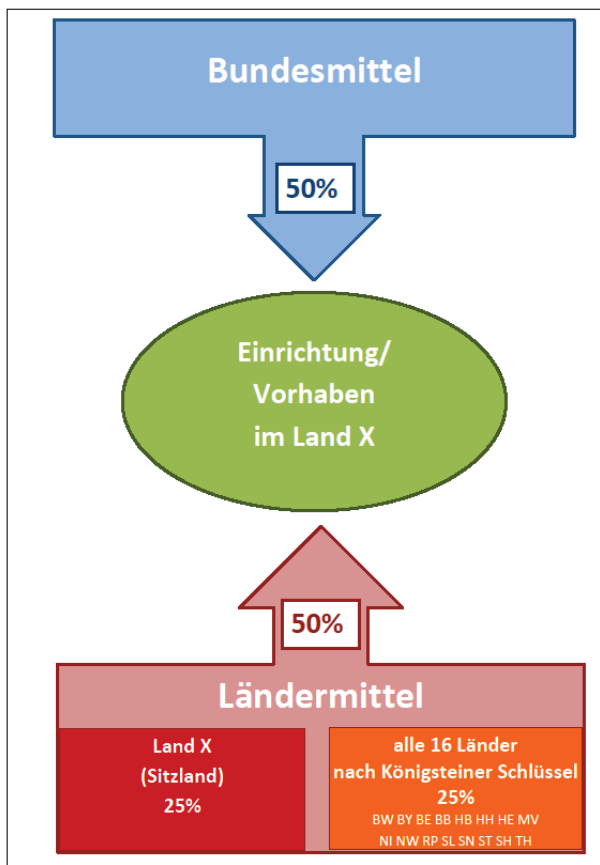 Bundesmittel
50%
Einrichtung/
Vorhaben
im Land X
50%
Ländermittel
Land X
(Sitzland)
25%
alle 16 Länder
nach Königsteiner Schlüssel
25%
BW BY BE BB HB HH HE MV
NI NW RP SL SN ST SH TH